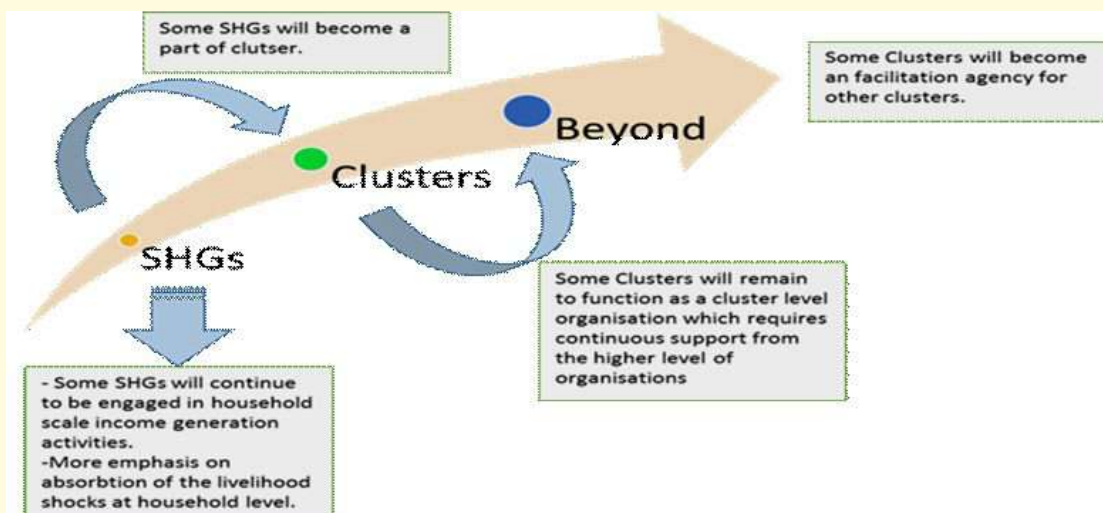 Some SHGs will become a
part of clutser.
Some Clusters will become
an facilitation agency for
other clusters.
Beyond
Clusters
SHGs
Some Clusters will remain
to function as a cluster level
organisation which requires
continuous support from
the higher level of
organisations
- Some SHGs will continue
to be engaged in household
scale income generation
activities.
-More emphasis on
absorbtion of the livelihood
shocks at household level.